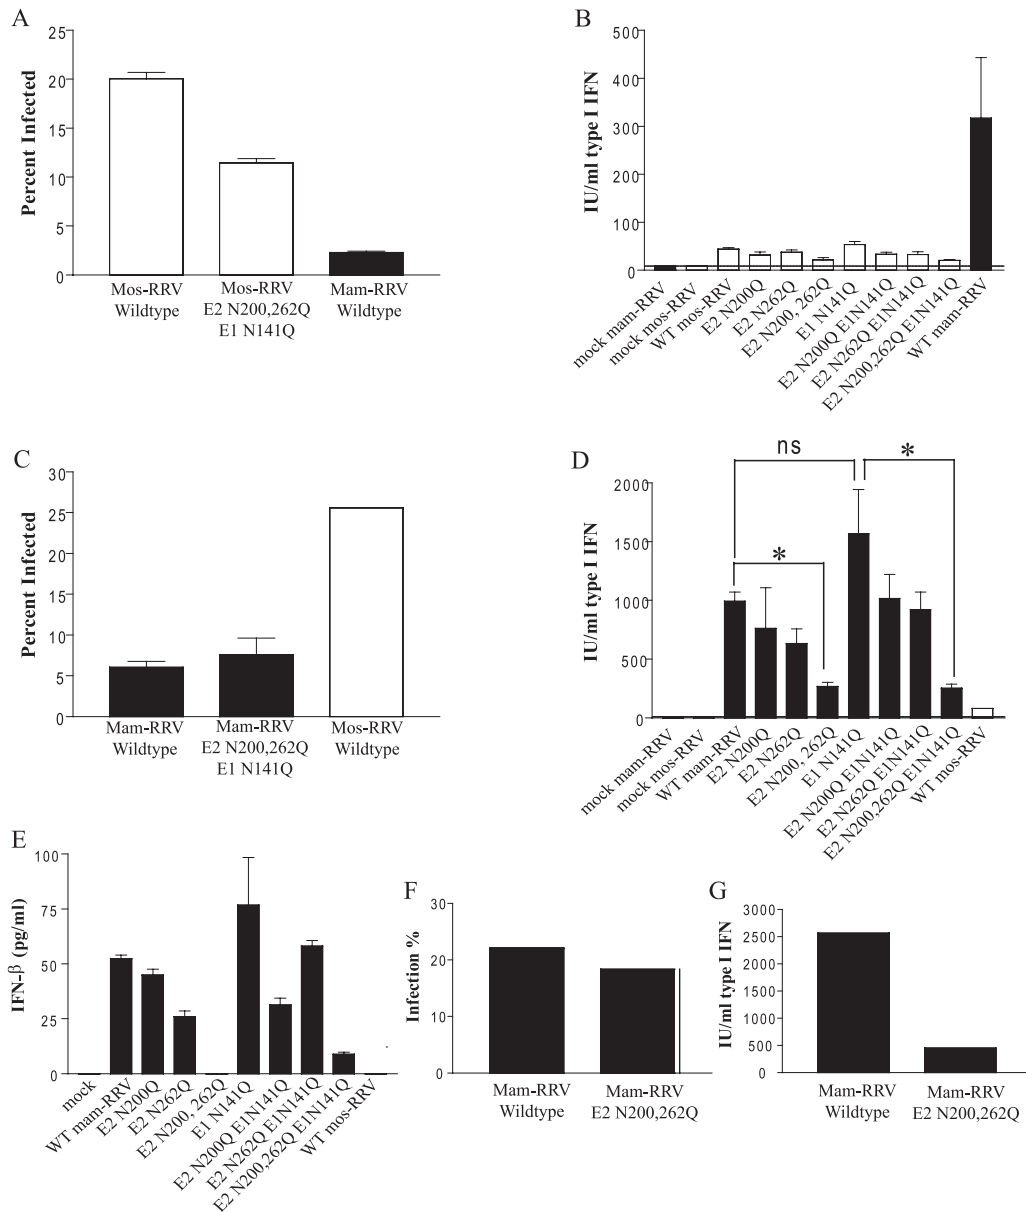 A
Percent Infected
25
20
15
10
5
0
Mos-RRV
Wildtype
Mos-RRV
E2 N200,262Q
E1 N141Q
Mam-RRV
Wildtype
B
IU/ml type I IFN
500
400
300
200
100
0
mock mam-RRV
mock mos-RRV
WT mos-RRV
E2 N200Q
E2 N262Q
E2 N200, 262Q
E1 N141Q
E2 N200Q E1N141Q
E2 N262Q E1N141Q
E2 N200,262Q E1N141Q
WT mam-RRV
C
Percent Infected
30
25
20
15
10
5
0
Mam-RRV
Wildtype
Mam-RRV
E2 N200,262Q
E1 N141Q
Mos-RRV
Wildtype
D
IU/ml type I IFN
2000
1500
1000
500
0
ns
*
*
mock mam-RRV
mock mos-RRV
WT mam-RRV
E2 N200Q
E2 N262Q
E2 N200, 262Q
E1 N141Q
E2 N200Q E1N141Q
E2 N262Q E1N141Q
E2 N200,262Q E1N141Q
WT mos-RRV
E
IFN-β (pg/ml)
100
75
50
25
0
mock
WT mam-RRV
E2 N200Q
E2 N262Q
E2 N200, 262Q
E1 N141Q
E2 N200Q E1N141Q
E2 N262Q E1N141Q
E2 N200,262Q E1N141Q
WT mos-RRV
F
Infection %
30
20
10
0
Mam-RRV
Wildtype
Mam-RRV
E2 N200,262Q
G
IU/ml type I IFN
3000
2500
2000
1500
1000
500
0
Mam-RRV
Wildtype
Mam-RRV
E2 N200,262Q